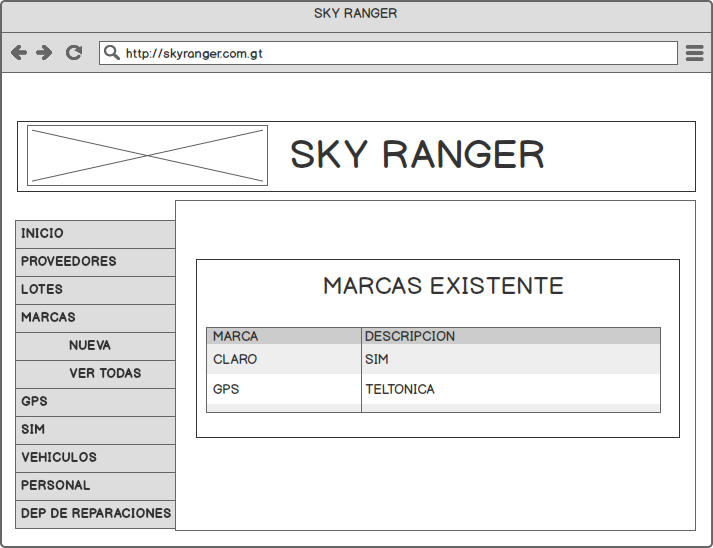 SKY RANGER
http://skyranger.com.gt
SKY RANGER
INICIO
PROVEEDORES
LOTES
MARCAS
NUEVA
VER TODAS
GPS
SIM
VEHICULOS
PERSONAL
DEP DE REPARACIONES
MARCAS EXISTENTE
MARCA DESCRIPCION
CLARO SIM
GPS TELTONICA